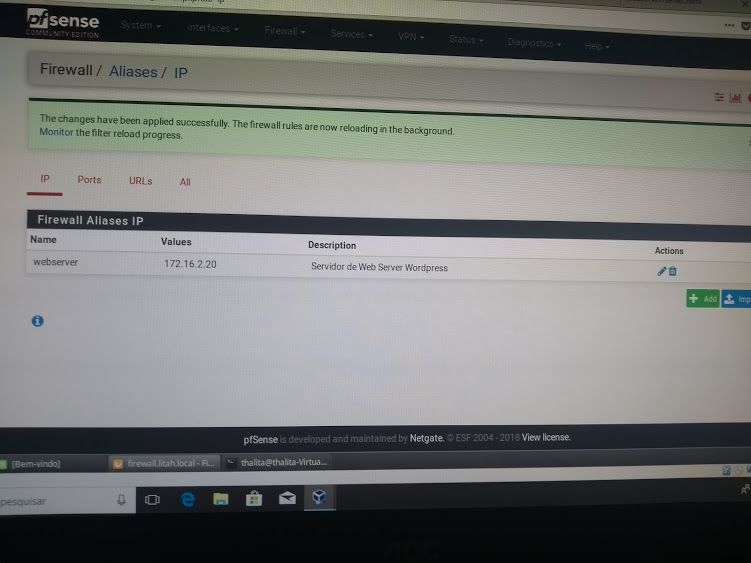 pfsense
COMMUNITY EDITION
System Interfaces Firewall Services VPN Status Diagnostics Help
Firewall / Aliases / IP
The changes have been applied successfully. The firewall rules are now reloading in the background.
Monitor the filter reload progress.
IP Ports URLs All
Firewall Aliases IP
Name Values Description Actions
webserver 172.16.2.20 Servidor de Web Server Wordpress
Add Imp
pfSense is developed and maintained by Netgate. © ESF 2004 - 2018 View license.
[Bem-vindo] firewall.litah.local - Fi... thalita@thalita-Virtua...
pesquisar